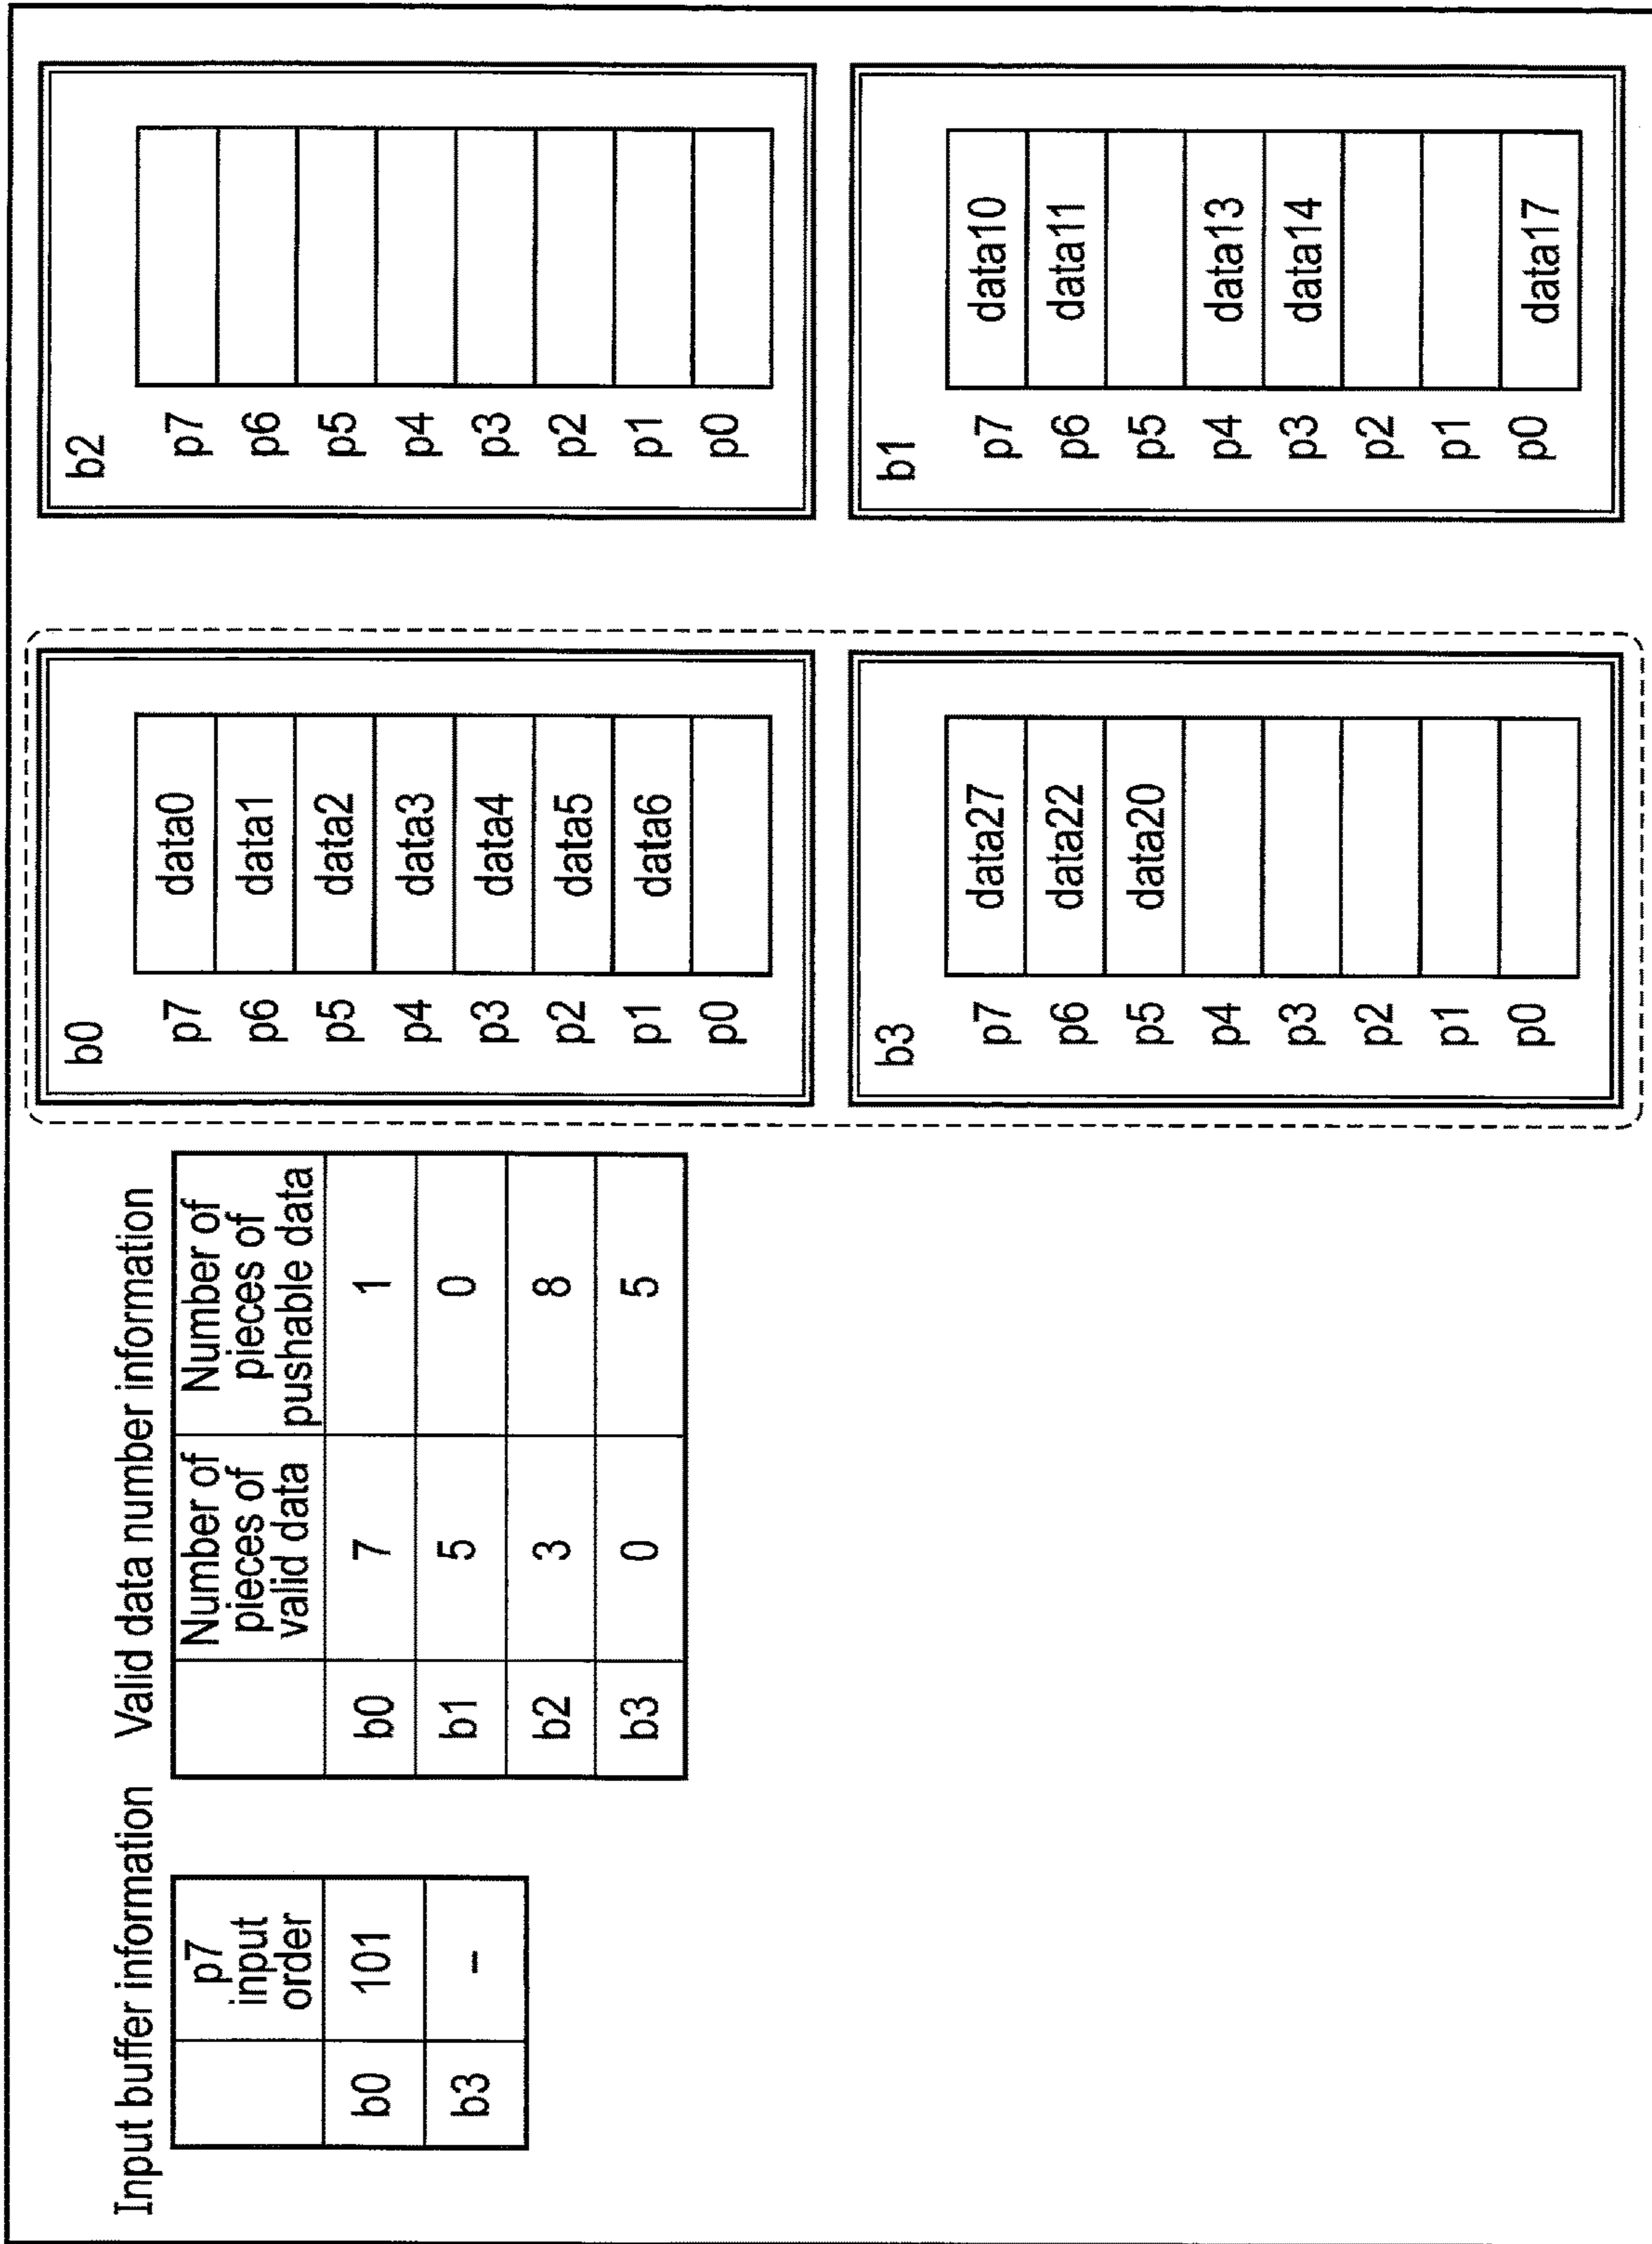 Input buffer information
p7
input
order
b0 101
b3 –
Valid data number information
Number of
pieces of
valid data
Number of
pieces of
pushable data
b0 7 1
b1 5 0
b2 3 8
b3 0 5
b0
p7 data0
p6 data1
p5 data2
p4 data3
p3 data4
p2 data5
p1 data6
p0
b2
p7
p6
p5
p4
p3
p2
p1
p0
b3
p7 data27
p6 data22
p5 data20
p4
p3
p2
p1
p0
b1
p7 data10
p6 data11
p5
p4 data13
p3 data14
p2
p1
p0 data17